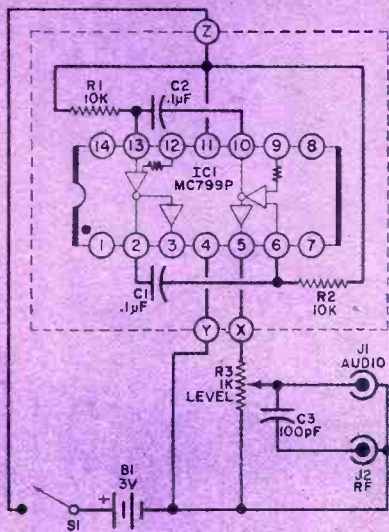 Z
R1
10K
C2
.1µF
14 13 12 11 10 9 8
IC1
MC799P
1 2 3 4 5 6 7
C1
.1µF
R2
10K
Y X
R3
1K
LEVEL
J1
AUDIO
C3
100pF
J2
RF
B1
3V
+
S1